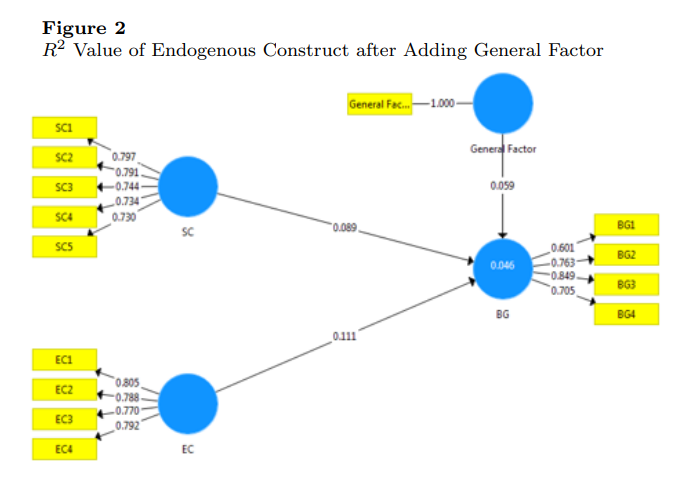 Figure 2
R² Value of Endogenous Construct after Adding General Factor
General Fac...
1.000
General Factor
0.059
SC1
SC2
SC3
SC4
SC5
0.797
0.791
0.744
0.734
0.730
SC
0.089
0.046
BG
0.601
0.763
0.849
0.705
BG1
BG2
BG3
BG4
0.111
EC1
EC2
EC3
EC4
0.805
0.788
0.770
0.792
EC